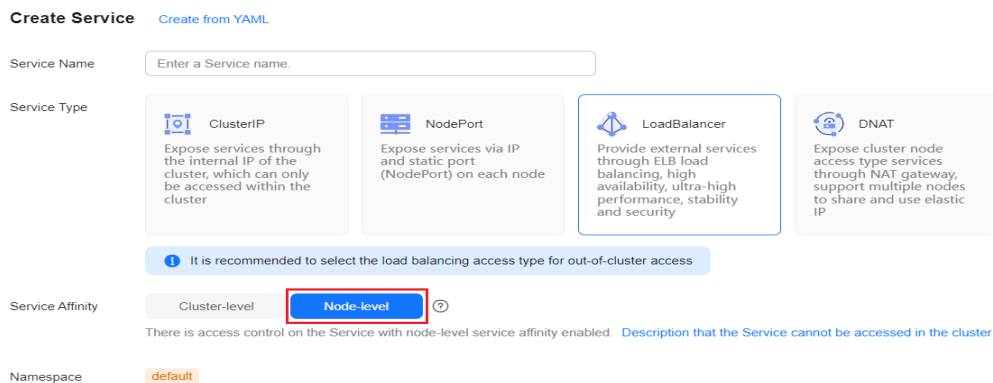 Create Service Create from YAML
Service Name Enter a Service name.
Service Type
ClusterIP
Expose services through
the internal IP of the
cluster, which can only
be accessed within the
cluster
NodePort
Expose services via IP
and static port
(NodePort) on each node
LoadBalancer
Provide external services
through ELB load
balancing, high
availability, ultra-high
performance, stability
and security
DNAT
Expose cluster node
access type services
through NAT gateway,
support multiple nodes
to share and use elastic
IP
It is recommended to select the load balancing access type for out-of-cluster access
Service Affinity Cluster-level Node-level
There is access control on the Service with node-level service affinity enabled. Description that the Service cannot be accessed in the cluster
Namespace default